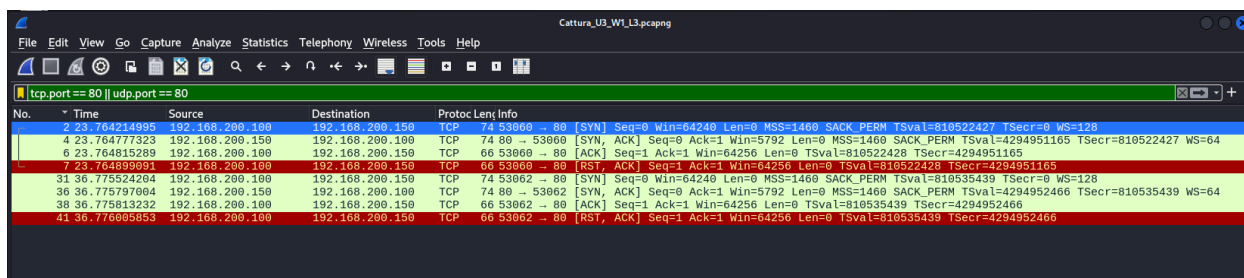 Cattura_U3_W1_L3.pcapng
File Edit View Go Capture Analyze Statistics Telephony Wireless Tools Help
tcp.port == 80 || udp.port == 80
No. Time Source Destination Protoc Leng Info
2 23.764214995 192.168.200.100 192.168.200.150 TCP 74 53060 → 80 [SYN] Seq=0 Win=64240 Len=0 MSS=1460 SACK_PERM TSval=810522427 TSecr=0 WS=128
4 23.764777323 192.168.200.150 192.168.200.100 TCP 74 80 → 53060 [SYN, ACK] Seq=0 Ack=1 Win=5792 Len=0 MSS=1460 SACK_PERM TSval=4294951165 TSecr=810522427 WS=64
6 23.764815289 192.168.200.100 192.168.200.150 TCP 66 53060 → 80 [ACK] Seq=1 Ack=1 Win=64256 Len=0 TSval=810522428 TSecr=4294951165
7 23.764899091 192.168.200.100 192.168.200.150 TCP 66 53060 → 80 [RST, ACK] Seq=1 Ack=1 Win=64256 Len=0 TSval=810522428 TSecr=4294951165
31 36.775524204 192.168.200.100 192.168.200.150 TCP 74 53062 → 80 [SYN] Seq=0 Win=64240 Len=0 MSS=1460 SACK_PERM TSval=810535439 TSecr=0 WS=128
36 36.775797004 192.168.200.150 192.168.200.100 TCP 74 80 → 53062 [SYN, ACK] Seq=0 Ack=1 Win=5792 Len=0 MSS=1460 SACK_PERM TSval=4294952466 TSecr=810535439 WS=64
38 36.775813232 192.168.200.100 192.168.200.150 TCP 66 53062 → 80 [ACK] Seq=1 Ack=1 Win=64256 Len=0 TSval=810535439 TSecr=4294952466
41 36.776005853 192.168.200.100 192.168.200.150 TCP 66 53062 → 80 [RST, ACK] Seq=1 Ack=1 Win=64256 Len=0 TSval=810535439 TSecr=4294952466